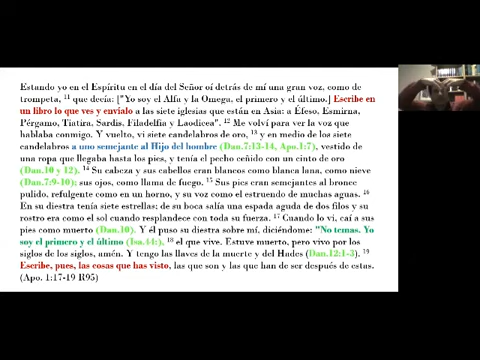 Estando yo en el Espíritu en el día del Señor oí detrás de mí una gran voz, como de
trompeta, 11 que decía: ["Yo soy el Alfa y la Omega, el primero y el último.] Escribe en
un libro lo que ves y envíalo a las siete iglesias que están en Asia: a Éfeso, Esmirna,
Pérgamo, Tiatira, Sardis, Filadelfia y Laodicea". 12 Me volví para ver la voz que
hablaba conmigo. Y vuelto, vi siete candelabros de oro, 13 y en medio de los siete
candelabros a uno semejante al Hijo del hombre (Dan.7:13-14, Apo.1:7), vestido de
una ropa que llegaba hasta los pies, y tenía el pecho ceñido con un cinto de oro
(Dan.10 y 12). 14 Su cabeza y sus cabellos eran blancos como blanca lana, como nieve
(Dan.7:9-10); sus ojos, como llama de fuego. 15 Sus pies eran semejantes al bronce
pulido, refulgente como en un horno, y su voz como el estruendo de muchas aguas. 16
En su diestra tenía siete estrellas; de su boca salía una espada aguda de dos filos y su
rostro era como el sol cuando resplandece con toda su fuerza. 17 Cuando lo vi, caí a sus
pies como muerto (Dan.10). Y él puso su diestra sobre mí, diciéndome: "No temas. Yo
soy el primero y el último (Isa.44:), 18 el que vive. Estuve muerto, pero vivo por los
siglos de los siglos, amén. Y tengo las llaves de la muerte y del Hades (Dan.12:1-3). 19
Escribe, pues, las cosas que has visto, las que son y las que han de ser después de estas.
(Apo. 1:17-19 R95)